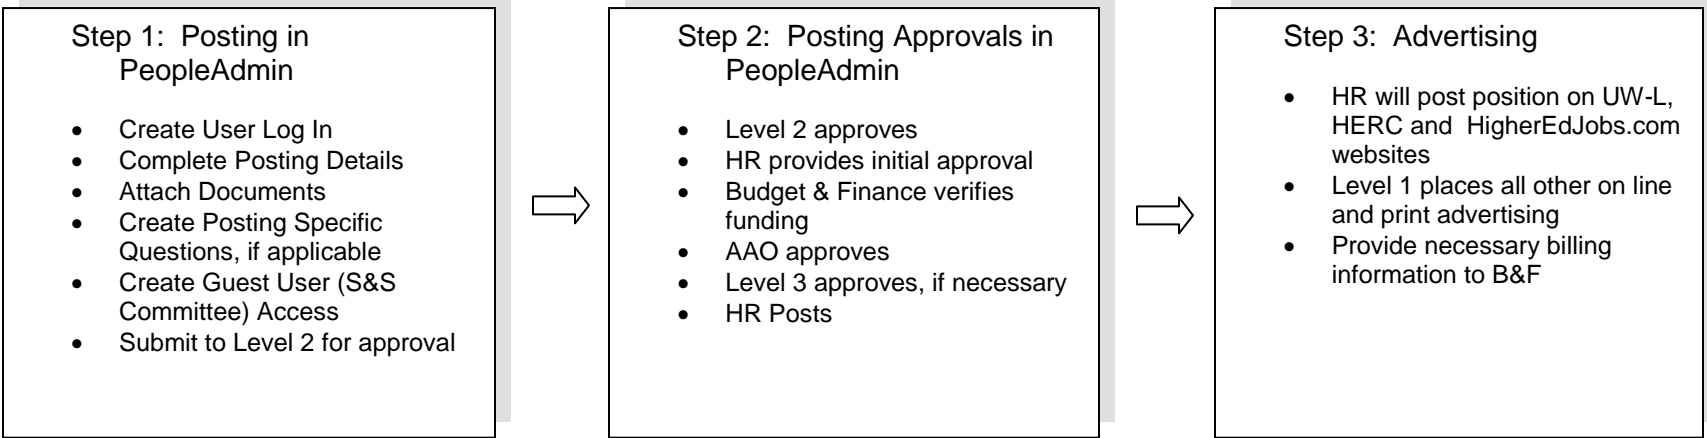 Step 1: Posting in
PeopleAdmin
• Create User Log In
• Complete Posting Details
• Attach Documents
• Create Posting Specific
Questions, if applicable
• Create Guest User (S&S
Committee) Access
• Submit to Level 2 for approval
Step 2: Posting Approvals in
PeopleAdmin
• Level 2 approves
• HR provides initial approval
• Budget & Finance verifies
funding
• AAO approves
• Level 3 approves, if necessary
• HR Posts
Step 3: Advertising
• HR will post position on UW-L,
HERC and HigherEdJobs.com
websites
• Level 1 places all other on line
and print advertising
• Provide necessary billing
information to B&F